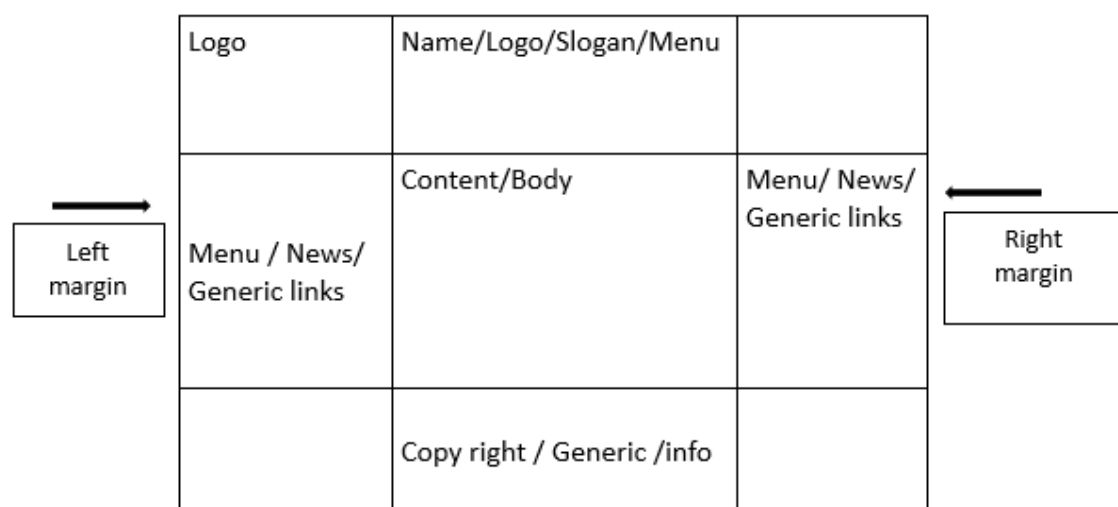 Logo
Name/Logo/Slogan/Menu
Left
margin
Menu / News/
Generic links
Content/Body
Menu/ News/
Generic links
Right
margin
Copy right / Generic /info